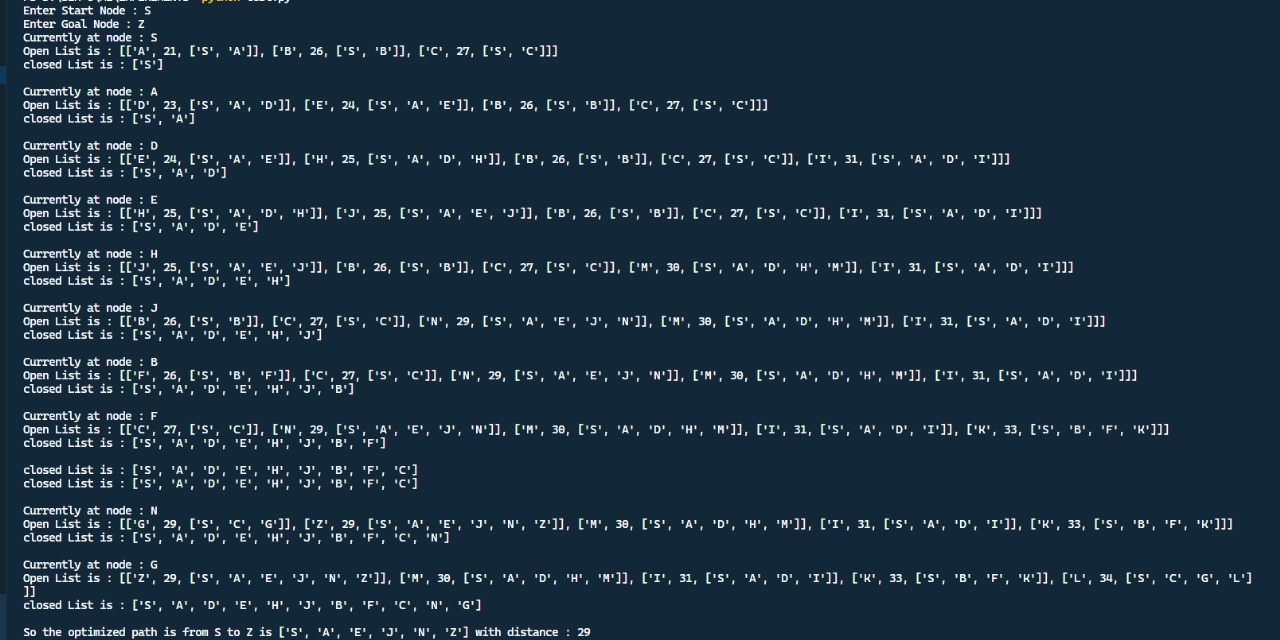 Enter Start Node : S
Enter Goal Node : Z
Currently at node : S
Open List is : [['A', 21, ['S', 'A']], ['B', 26, ['S', 'B']], ['C', 27, ['S', 'C']]]
closed List is : ['S']
Currently at node : A
Open List is : [['D', 23, ['S', 'A', 'D']], ['E', 24, ['S', 'A', 'E']], ['B', 26, ['S', 'B']], ['C', 27, ['S', 'C']]]
closed List is : ['S', 'A']
Currently at node : D
Open List is : [['E', 24, ['S', 'A', 'E']], ['H', 25, ['S', 'A', 'D', 'H']], ['B', 26, ['S', 'B']], ['C', 27, ['S', 'C']], ['I', 31, ['S', 'A', 'D', 'I']]]
closed List is : ['S', 'A', 'D']
Currently at node : E
Open List is : [['H', 25, ['S', 'A', 'D', 'H']], ['J', 25, ['S', 'A', 'E', 'J']], ['B', 26, ['S', 'B']], ['C', 27, ['S', 'C']], ['I', 31, ['S', 'A', 'D', 'I']]]
closed List is : ['S', 'A', 'D', 'E']
Currently at node : H
Open List is : [['J', 25, ['S', 'A', 'E', 'J']], ['B', 26, ['S', 'B']], ['C', 27, ['S', 'C']], ['M', 30, ['S', 'A', 'D', 'H', 'M']], ['I', 31, ['S', 'A', 'D', 'I']]]
closed List is : ['S', 'A', 'D', 'E', 'H']
Currently at node : J
Open List is : [['B', 26, ['S', 'B']], ['C', 27, ['S', 'C']], ['N', 29, ['S', 'A', 'E', 'J', 'N']], ['M', 30, ['S', 'A', 'D', 'H', 'M']], ['I', 31, ['S', 'A', 'D', 'I']]]
closed List is : ['S', 'A', 'D', 'E', 'H', 'J']
Currently at node : B
Open List is : [['F', 26, ['S', 'B', 'F']], ['C', 27, ['S', 'C']], ['N', 29, ['S', 'A', 'E', 'J', 'N']], ['M', 30, ['S', 'A', 'D', 'H', 'M']], ['I', 31, ['S', 'A', 'D', 'I']]]
closed List is : ['S', 'A', 'D', 'E', 'H', 'J', 'B']
Currently at node : F
Open List is : [['C', 27, ['S', 'C']], ['N', 29, ['S', 'A', 'E', 'J', 'N']], ['M', 30, ['S', 'A', 'D', 'H', 'M']], ['I', 31, ['S', 'A', 'D', 'I']], ['K', 33, ['S', 'B', 'F', 'K']]]
closed List is : ['S', 'A', 'D', 'E', 'H', 'J', 'B', 'F']
closed List is : ['S', 'A', 'D', 'E', 'H', 'J', 'B', 'F', 'C']
closed List is : ['S', 'A', 'D', 'E', 'H', 'J', 'B', 'F', 'C']
Currently at node : N
Open List is : [['G', 29, ['S', 'C', 'G']], ['Z', 29, ['S', 'A', 'E', 'J', 'N', 'Z']], ['M', 30, ['S', 'A', 'D', 'H', 'M']], ['I', 31, ['S', 'A', 'D', 'I']], ['K', 33, ['S', 'B', 'F', 'K']]]
closed List is : ['S', 'A', 'D', 'E', 'H', 'J', 'B', 'F', 'C', 'N']
Currently at node : G
Open List is : [['Z', 29, ['S', 'A', 'E', 'J', 'N', 'Z']], ['M', 30, ['S', 'A', 'D', 'H', 'M']], ['I', 31, ['S', 'A', 'D', 'I']], ['K', 33, ['S', 'B', 'F', 'K']], ['L', 34, ['S', 'C', 'G', 'L']
]]
closed List is : ['S', 'A', 'D', 'E', 'H', 'J', 'B', 'F', 'C', 'N', 'G']
So the optimized path is from S to Z is ['S', 'A', 'E', 'J', 'N', 'Z'] with distance : 29